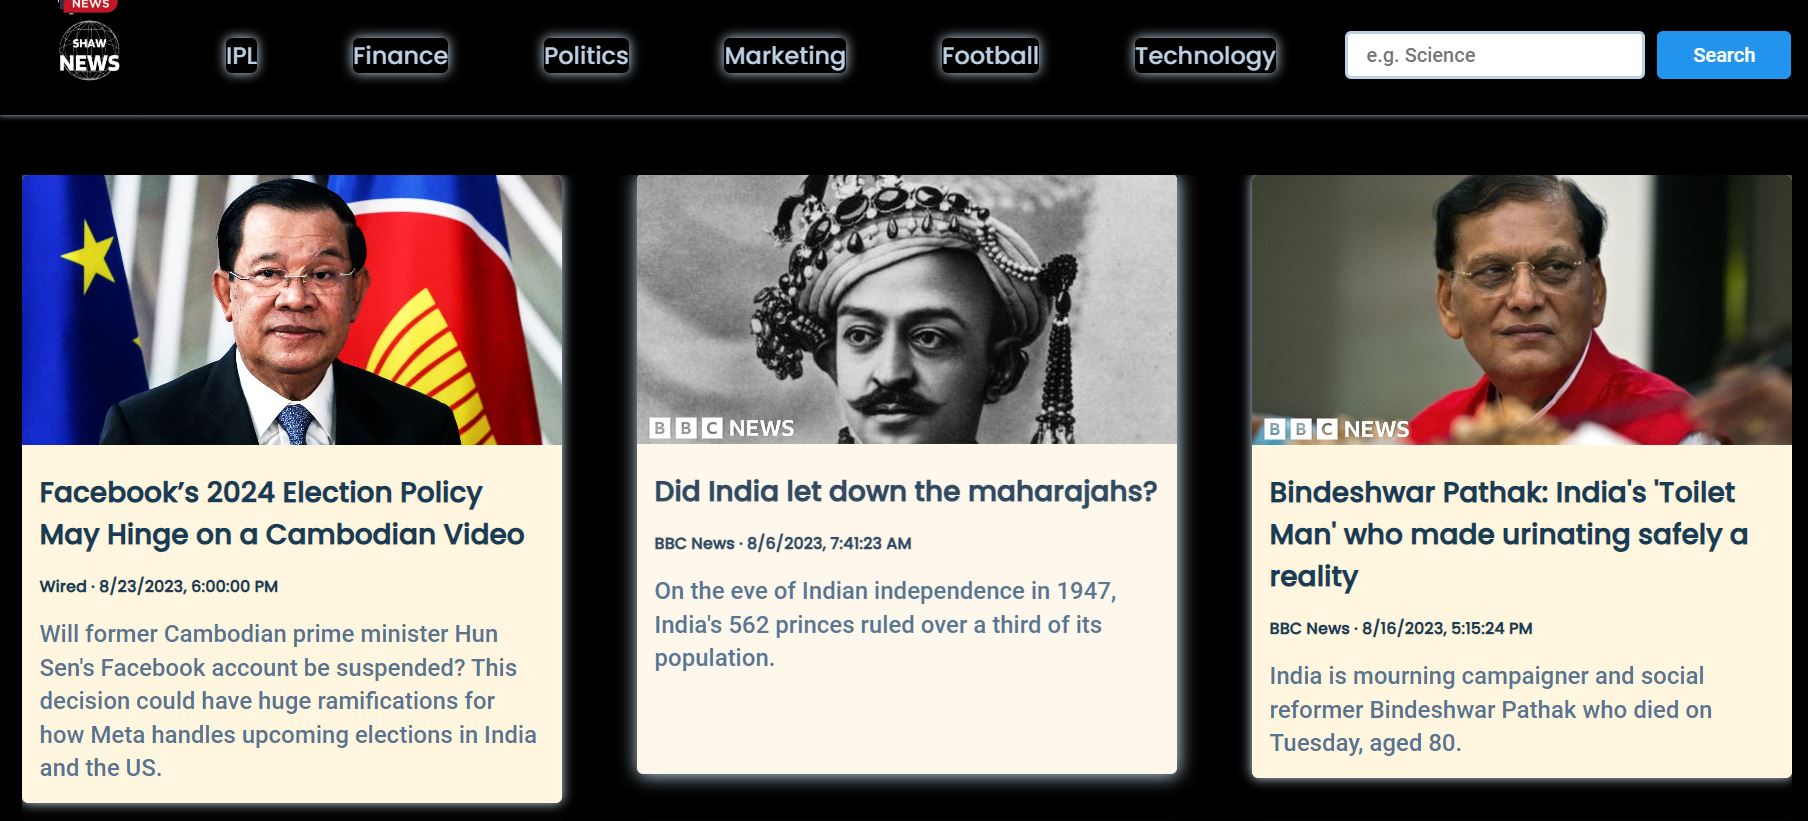 NEWS
SHAW
NEWS
IPL
Finance
Politics
Marketing
Football
Technology
e.g. Science
Search
Facebook’s 2024 Election Policy
May Hinge on a Cambodian Video
Wired · 8/23/2023, 6:00:00 PM
Will former Cambodian prime minister Hun
Sen's Facebook account be suspended? This
decision could have huge ramifications for
how Meta handles upcoming elections in India
and the US.
BBC NEWS
Did India let down the maharajahs?
BBC News · 8/6/2023, 7:41:23 AM
On the eve of Indian independence in 1947,
India's 562 princes ruled over a third of its
population.
BBC NEWS
Bindeshwar Pathak: India's 'Toilet
Man' who made urinating safely a
reality
BBC News · 8/16/2023, 5:15:24 PM
India is mourning campaigner and social
reformer Bindeshwar Pathak who died on
Tuesday, aged 80.